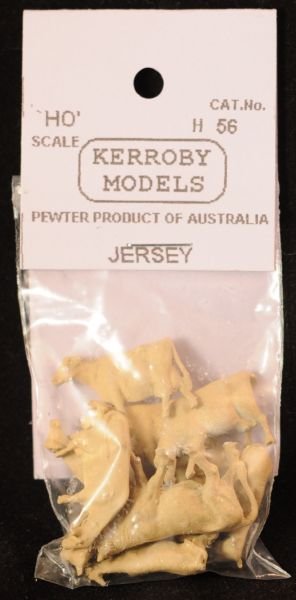 CAT.No.
'HO'
H 56
SCALE
KERROBY
MODELS
PEWTER PRODUCT OF AUSTRALIA
JERSEY